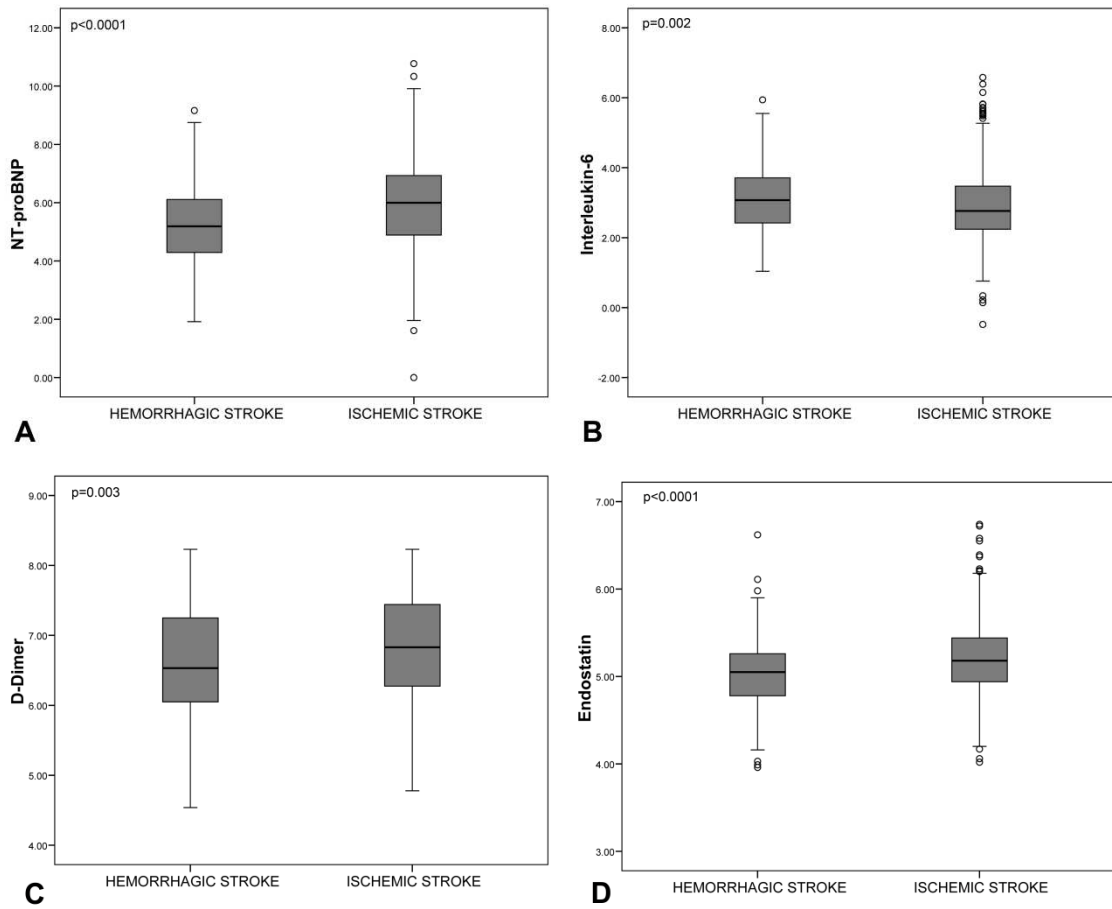 p<0.0001
12.00
10.00
8.00
6.00
4.00
2.00
0.00
NT-proBNP
HEMORRHAGIC STROKE
ISCHEMIC STROKE
A
p=0.002
8.00
6.00
4.00
2.00
0.00
-2.00
Interleukin-6
HEMORRHAGIC STROKE
ISCHEMIC STROKE
B
p=0.003
9.00
8.00
7.00
6.00
5.00
4.00
D-Dimer
HEMORRHAGIC STROKE
ISCHEMIC STROKE
C
p<0.0001
7.00
6.00
5.00
4.00
3.00
Endostatin
HEMORRHAGIC STROKE
ISCHEMIC STROKE
D